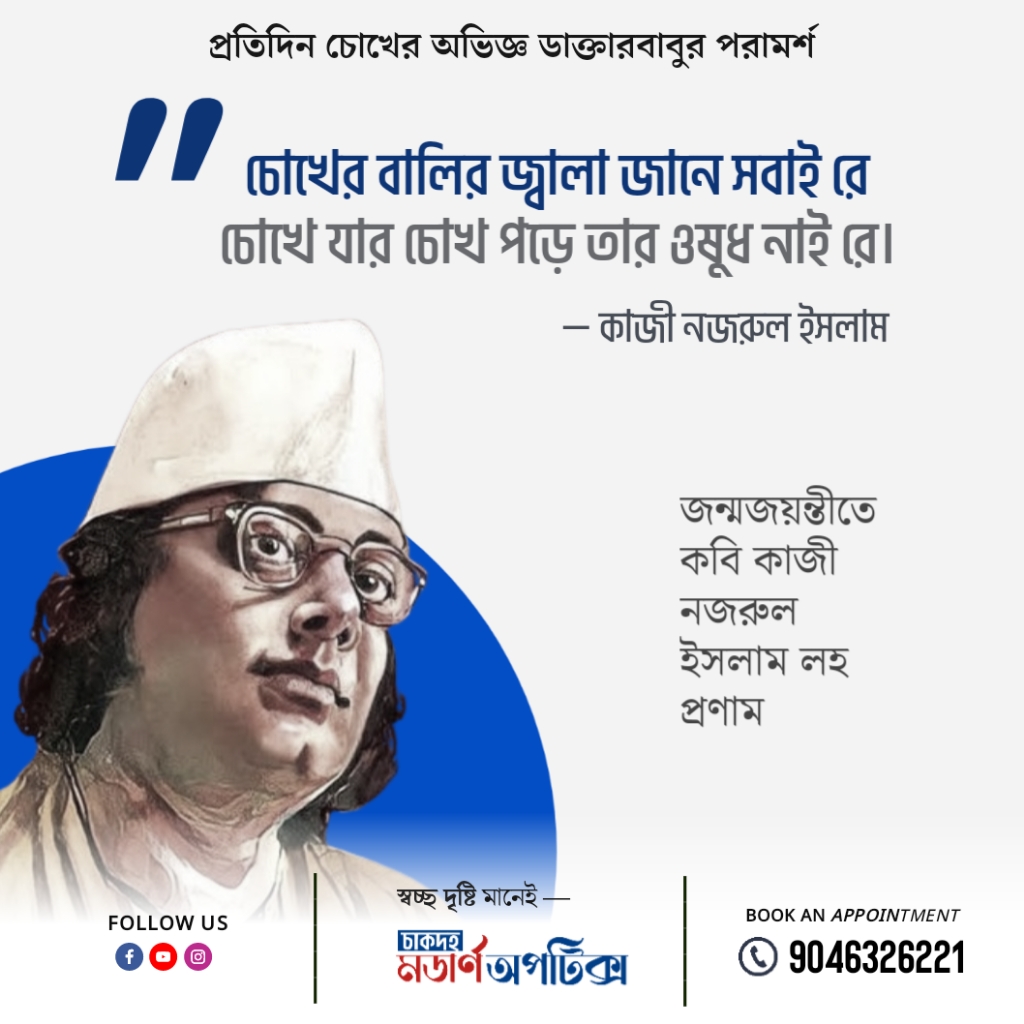 প্রতিদিন চোখের অভিজ্ঞ ডাক্তারবাবুর পরামর্শ
"
চোখের বালির জ্বালা জানে সবাই রে
চোখে যার চোখ পড়ে তার ওষুধ নাই রে।
— কাজী নজরুল ইসলাম
জন্মজয়ন্তীতে
কবি কাজী
নজরুল
ইসলাম লহ
প্রণাম
FOLLOW US
স্বচ্ছ দৃষ্টি মানেই —
চাকদহ
মডার্ণ অপটিক্স
BOOK AN APPOINTMENT
9046326221